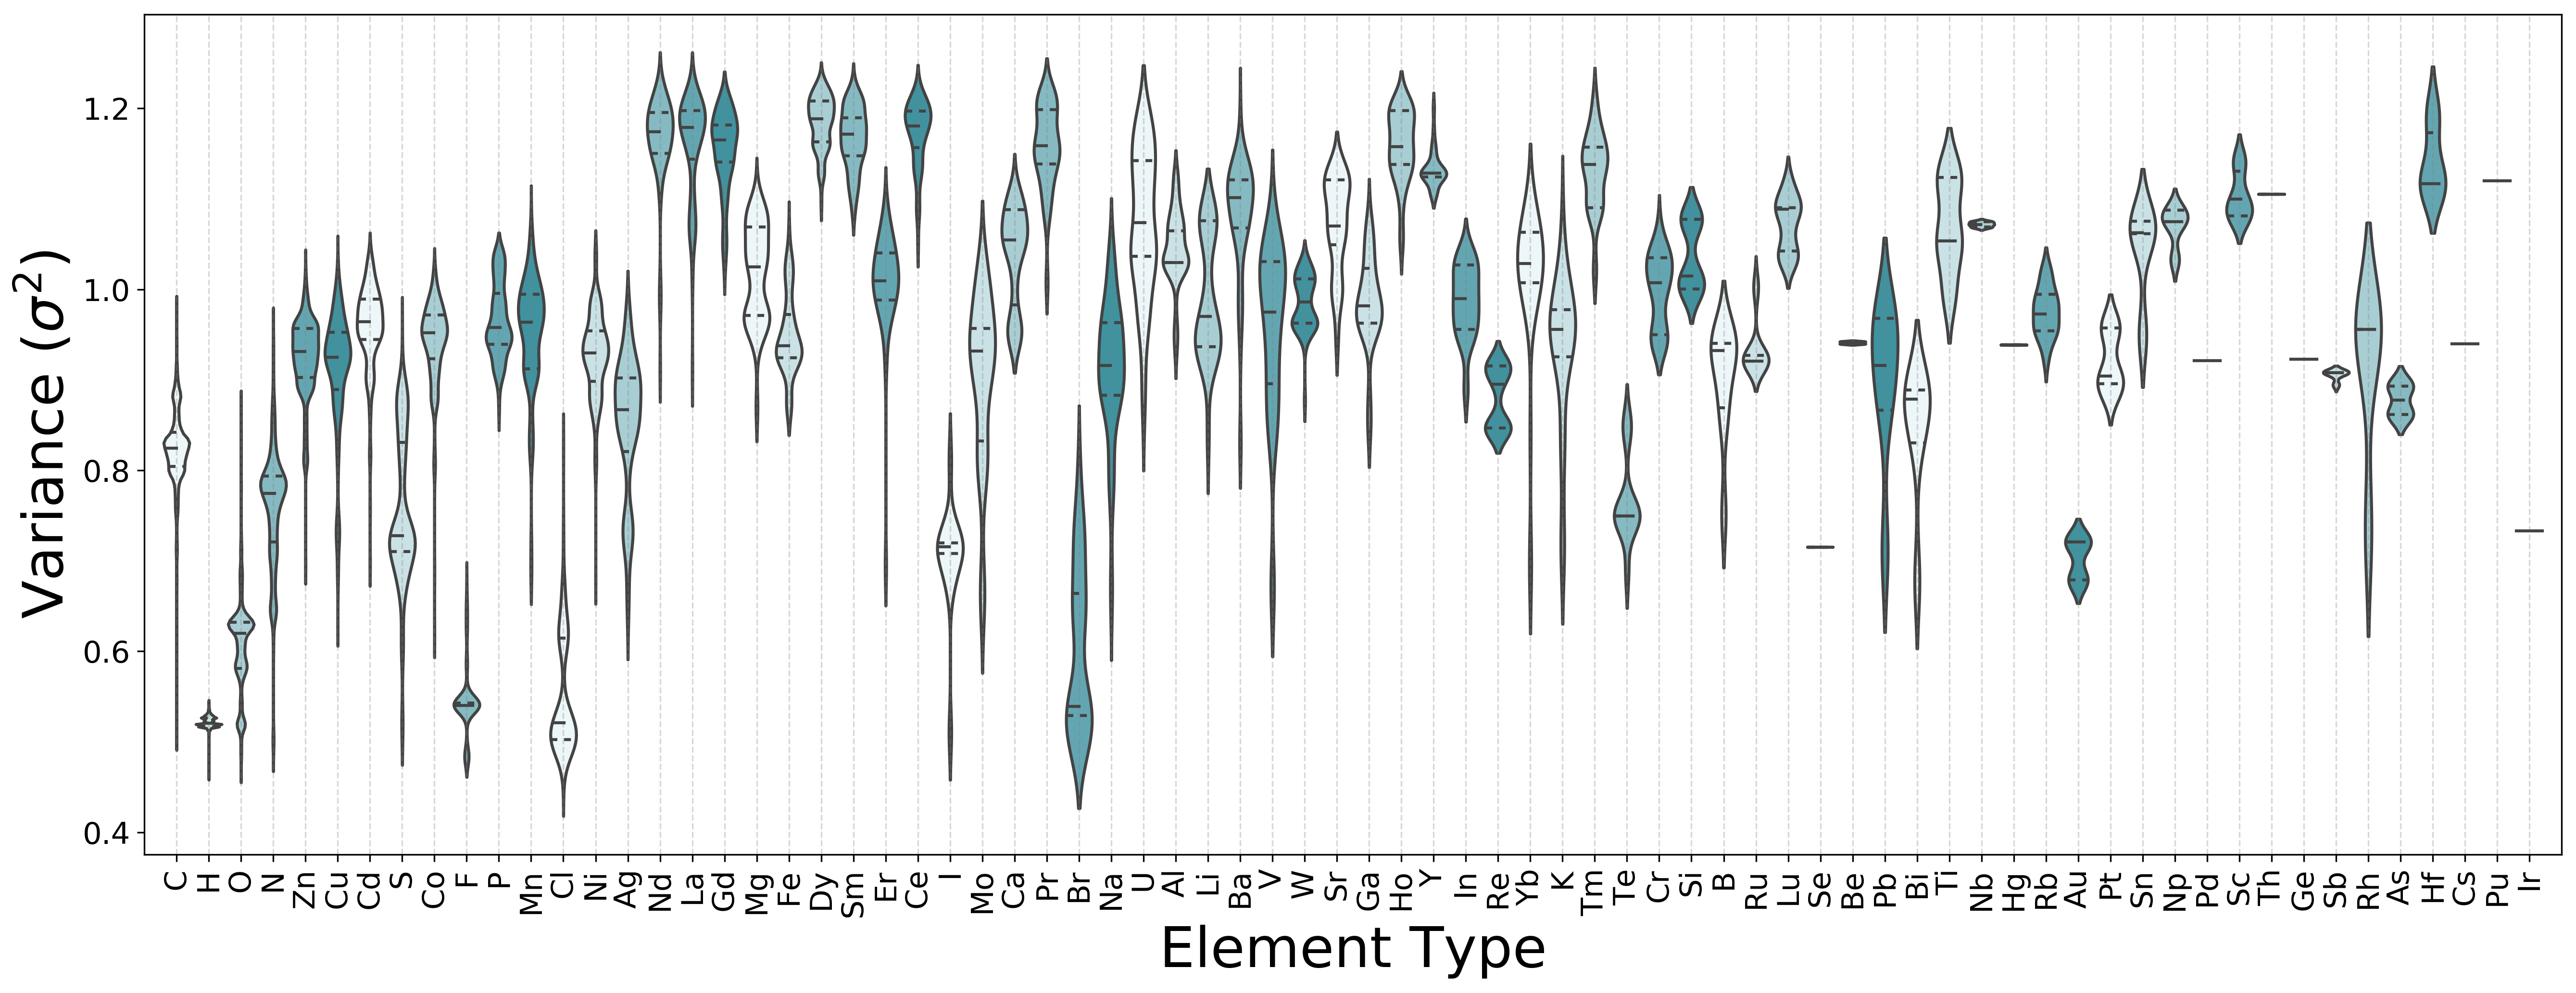 Variance (σ²)
1.2
1.0
0.8
0.6
0.4
C H O N Zn Cu Cd S Co F P Mn Cl Ni Ag Nd La Gd Mg Fe Dy Sm Er Ce I Mo Ca Pr Br Na U Al Li Ba V W Sr Ga Ho Y In Re Yb K Tm Te Cr Si B Ru Lu Se Be Pb Bi Ti Nb Hg Rb Au Pt Sn Np Pd Sc Th Ge Sb Rh As Hf Cs Pu Ir
Element Type